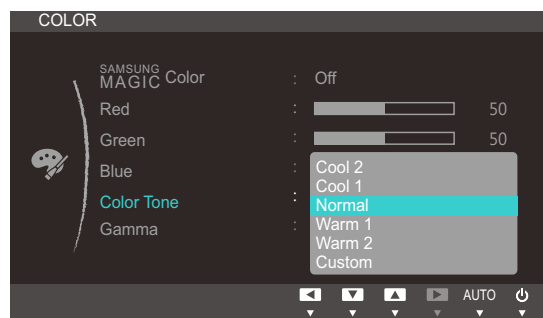 COLOR
SAMSUNG MAGIC Color : Off
Red : 50
Green : 50
Blue :
Color Tone :
Gamma :
Cool 2
Cool 1
Normal
Warm 1
Warm 2
Custom
AUTO